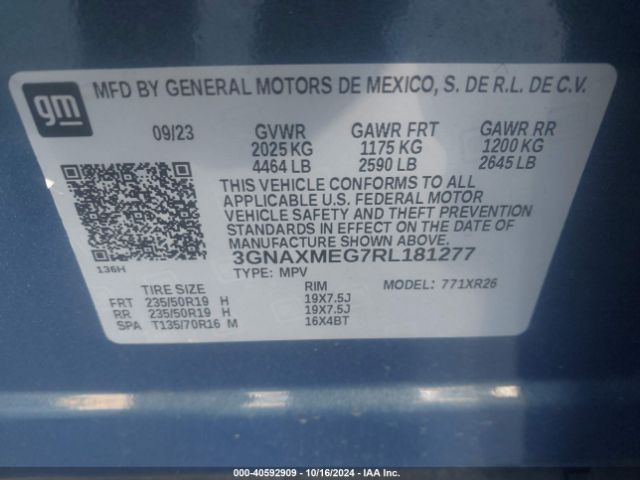 gm
MFD BY GENERAL MOTORS DE MEXICO, S. DE R.L. DE C.V.
09/23 GVWR GAWR FRT GAWR RR
2025 KG 1175 KG 1200 KG
4464 LB 2590 LB 2645 LB
THIS VEHICLE CONFORMS TO ALL
APPLICABLE U.S. FEDERAL MOTOR
VEHICLE SAFETY AND THEFT PREVENTION
STANDARDS IN EFFECT ON THE DATE OF
MANUFACTURE SHOWN ABOVE.
136H 3GNAXMEG7RL181277
TYPE: MPV MODEL: 771XR26
TIRE SIZE RIM
FRT 235/50R19 H 19X7.5J
RR 235/50R19 H 19X7.5J
SPA T135/70R16 M 16X4BT
000-40592909 - 10/16/2024 - IAA Inc.